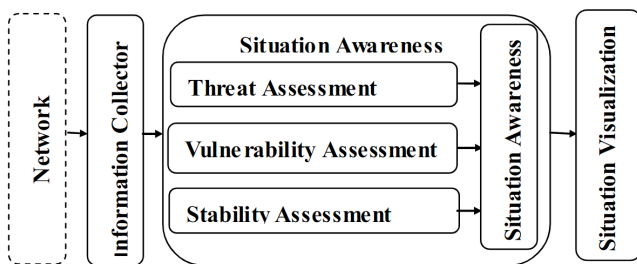 Network
Information Collector
Situation Awareness
Threat Assessment
Vulnerability Assessment
Stability Assessment
Situation Awareness
Situation Visualization